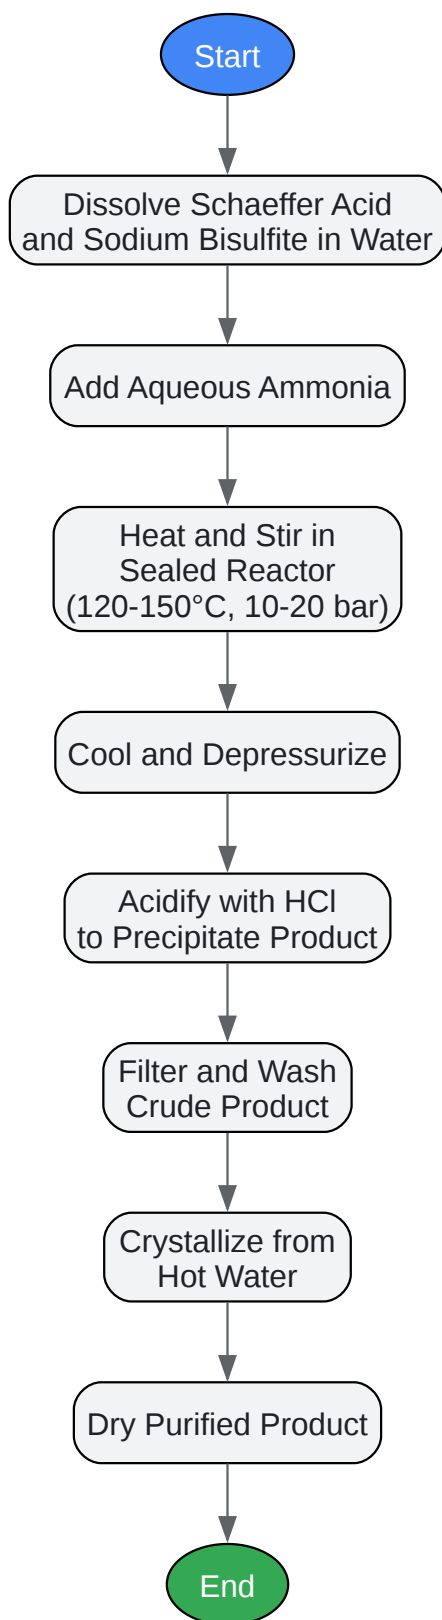 Start
Dissolve Schaeffer Acid
and Sodium Bisulfite in Water
Add Aqueous Ammonia
Heat and Stir in
Sealed Reactor
(120-150°C, 10-20 bar)
Cool and Depressurize
Acidify with HCl
to Precipitate Product
Filter and Wash
Crude Product
Crystallize from
Hot Water
Dry Purified Product
End